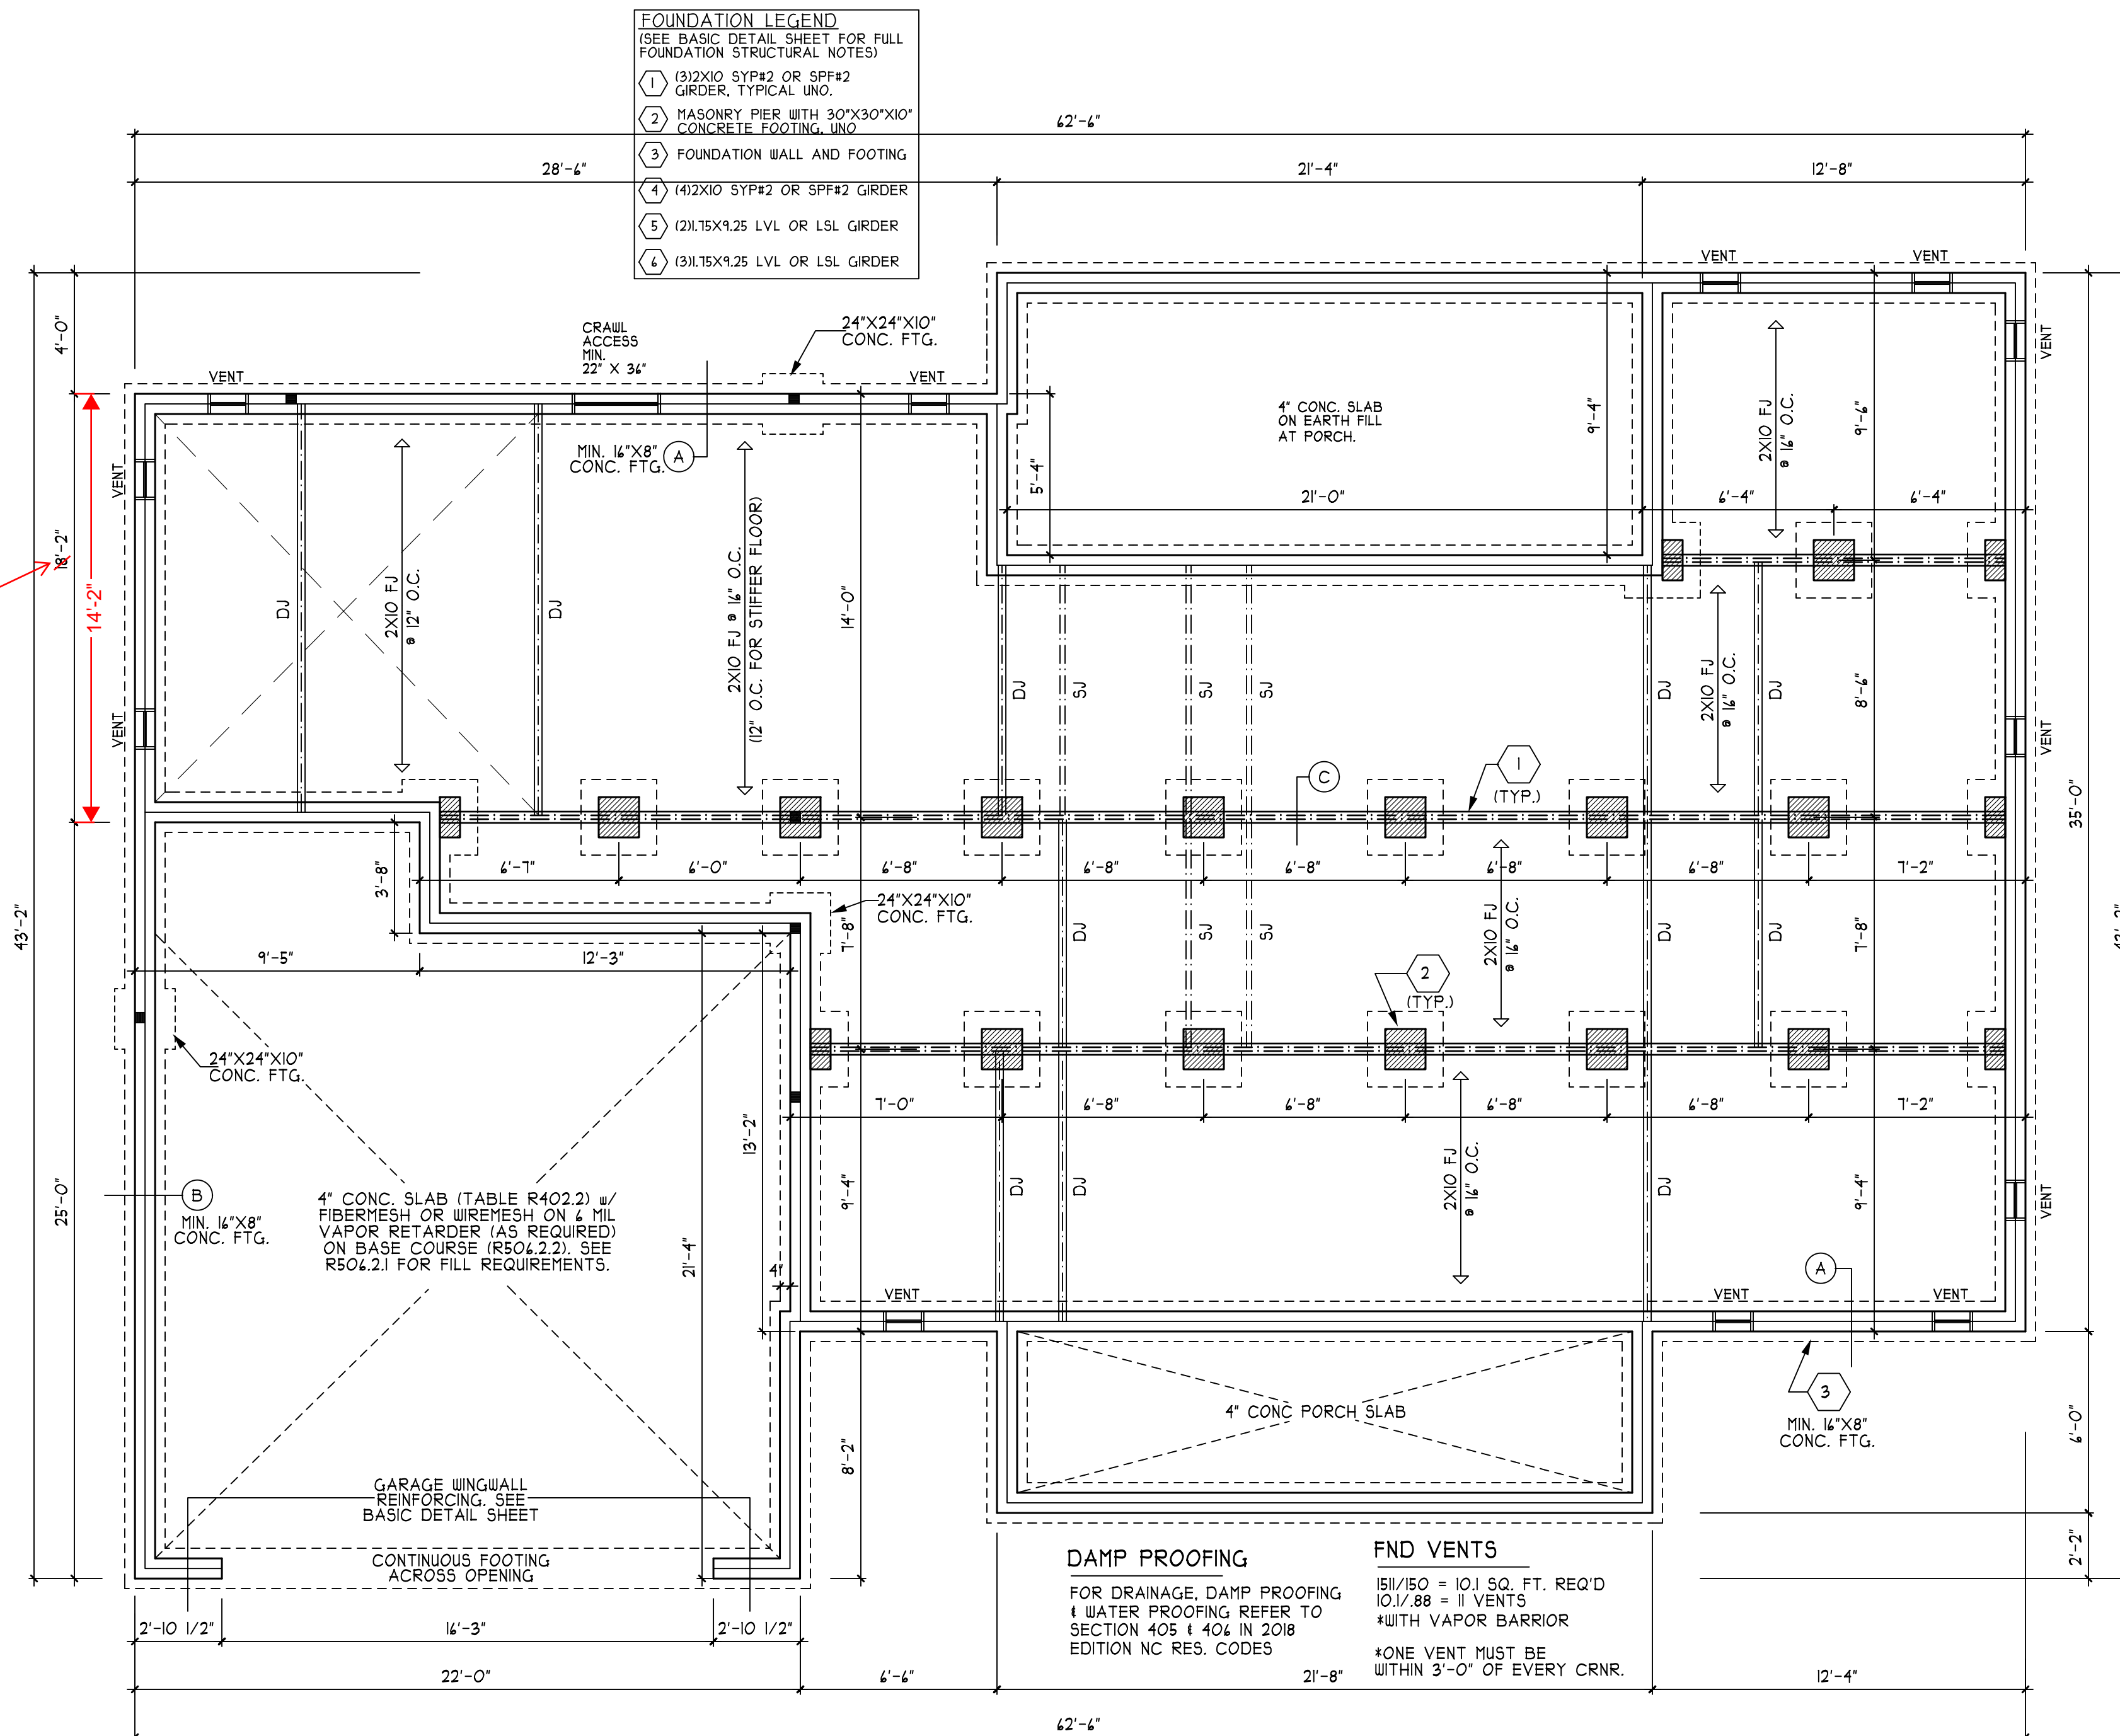 FOUNDATION LEGEND
(SEE BASIC DETAIL SHEET FOR FULL
FOUNDATION STRUCTURAL NOTES)
1 (3)2X10 SYP#2 OR SPF#2
GIRDER, TYPICAL UNO.
2 MASONRY PIER WITH 30"X30"X10"
CONCRETE FOOTING, UNO
3 FOUNDATION WALL AND FOOTING
4 (4)2X10 SYP#2 OR SPF#2 GIRDER
5 (2)1.75X9.25 LVL OR LSL GIRDER
6 (3)1.75X9.25 LVL OR LSL GIRDER
62'-6"
28'-6"
21'-4"
12'-8"
VENT
VENT
VENT
4'-0"
CRAWL
ACCESS
MIN.
22" X 36"
24"X24"X10"
CONC. FTG.
VENT
VENT
VENT
18'-2"
14'-2"
MIN. 16"X8"
CONC. FTG.
A
4" CONC. SLAB
ON EARTH FILL
AT PORCH.
9'-4"
5'-4"
21'-0"
2X10 FJ
@ 16" O.C.
9'-6"
6'-4"
6'-4"
DJ
2X10 FJ
@ 12" O.C.
DJ
2X10 FJ @ 16" O.C.
(12" O.C. FOR STIFFER FLOOR)
14'-0"
DJ
SJ
SJ
SJ
DJ
2X10 FJ
@ 16" O.C.
DJ
8'-6"
VENT
VENT
35'-0"
C
1
(TYP.)
6'-7"
6'-0"
6'-8"
6'-8"
6'-8"
6'-8"
6'-8"
7'-2"
3'-8"
24"X24"X10"
CONC. FTG.
43'-2"
9'-5"
12'-3"
7'-8"
DJ
SJ
SJ
2X10 FJ
@ 16" O.C.
DJ
DJ
7'-8"
2
(TYP.)
24"X24"X10"
CONC. FTG.
7'-0"
6'-8"
6'-8"
6'-8"
6'-8"
7'-2"
25'-0"
B
MIN. 16"X8"
CONC. FTG.
4" CONC. SLAB (TABLE R402.2) w/
FIBERMESH OR WIREMESH ON 6 MIL
VAPOR RETARDER (AS REQUIRED)
ON BASE COURSE (R506.2.2). SEE
R506.2.1 FOR FILL REQUIREMENTS.
21'-4"
13'-2"
4"
9'-4"
DJ
DJ
2X10 FJ
@ 16" O.C.
DJ
9'-4"
VENT
A
VENT
VENT
VENT
3
MIN. 16"X8"
CONC. FTG.
4" CONC PORCH SLAB
8'-2"
6'-0"
2'-2"
GARAGE WINGWALL
REINFORCING. SEE
BASIC DETAIL SHEET
CONTINUOUS FOOTING
ACROSS OPENING
DAMP PROOFING
FOR DRAINAGE, DAMP PROOFING
& WATER PROOFING REFER TO
SECTION 405 & 406 IN 2018
EDITION NC RES. CODES
FND VENTS
1511/150 = 10.1 SQ. FT. REQ'D
10.1/.88 = 11 VENTS
*WITH VAPOR BARRIOR
*ONE VENT MUST BE
WITHIN 3'-0" OF EVERY CRNR.
2'-10 1/2"
16'-3"
2'-10 1/2"
22'-0"
6'-6"
21'-8"
12'-4"
62'-6"